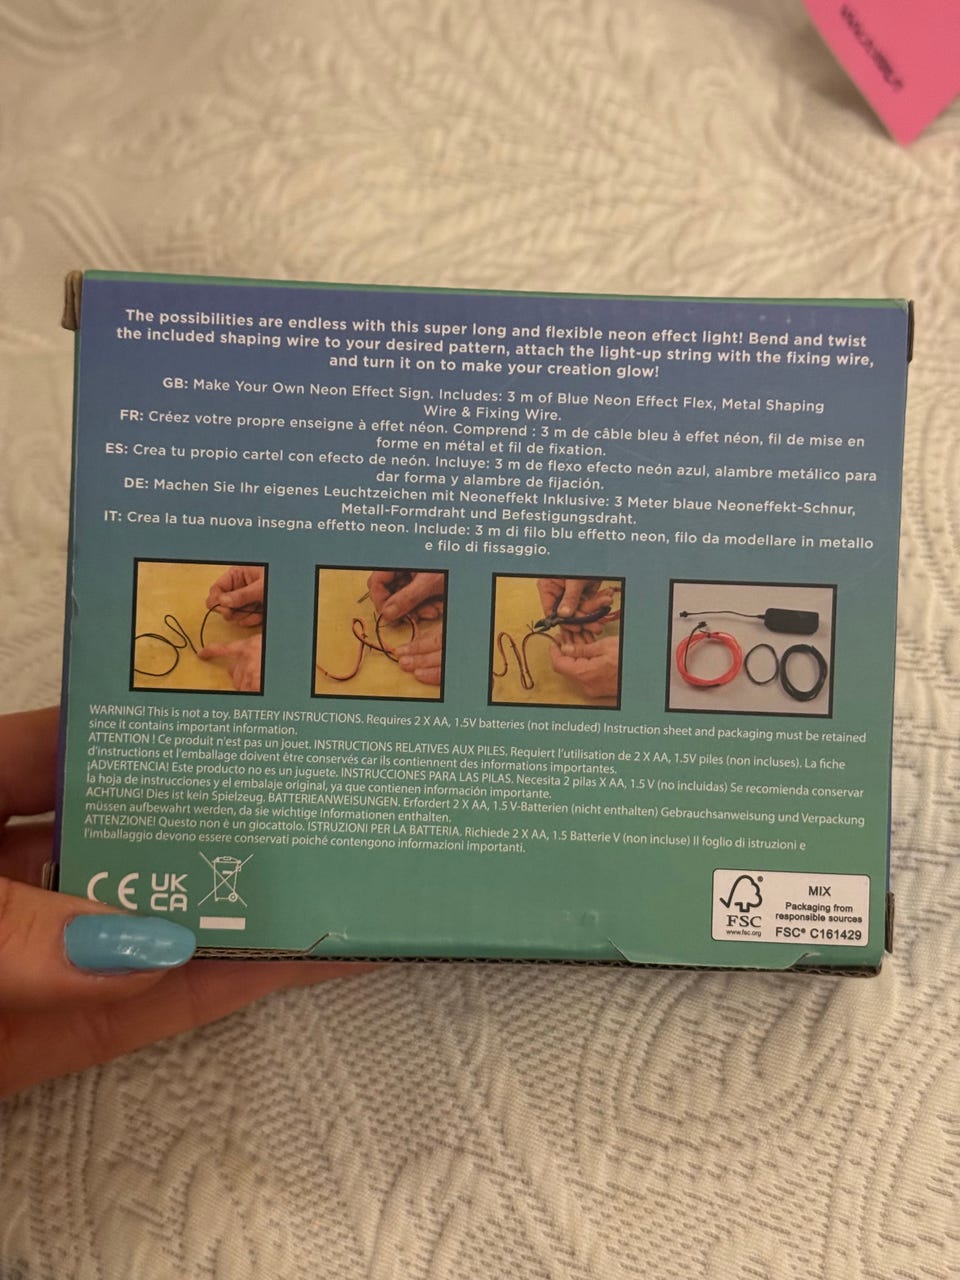 The possibilities are endless with this super long and flexible neon effect light! Bend and twist
the included shaping wire to your desired pattern, attach the light-up string with the fixing wire,
and turn it on to make your creation glow!
GB: Make Your Own Neon Effect Sign. Includes: 3 m of Blue Neon Effect Flex, Metal Shaping
Wire & Fixing Wire.
FR: Créez votre propre enseigne à effet néon. Comprend : 3 m de câble bleu à effet néon, fil de mise en
forme en métal et fil de fixation.
ES: Crea tu propio cartel con efecto de neón. Incluye: 3 m de flexo efecto neón azul, alambre metálico para
dar forma y alambre de fijación.
DE: Machen Sie Ihr eigenes Leuchtzeichen mit Neoneffekt Inklusive: 3 Meter blaue Neoneffekt-Schnur,
Metall-Formdraht und Befestigungsdraht.
IT: Crea la tua nuova insegna effetto neon. Include: 3 m di filo blu effetto neon, filo da modellare in metallo
e filo di fissaggio.
WARNING! This is not a toy. BATTERY INSTRUCTIONS. Requires 2 X AA, 1.5V batteries (not included) Instruction sheet and packaging must be retained
since it contains important information.
ATTENTION ! Ce produit n'est pas un jouet. INSTRUCTIONS RELATIVES AUX PILES. Requiert l'utilisation de 2 X AA, 1.5V piles (non incluses). La fiche
d'instructions et l'emballage doivent être conservés car ils contiennent des informations importantes.
¡ADVERTENCIA! Este producto no es un juguete. INSTRUCCIONES PARA LAS PILAS. Necesita 2 pilas X AA, 1.5 V (no incluidas) Se recomienda conservar
la hoja de instrucciones y el embalaje original, ya que contienen información importante.
ACHTUNG! Dies ist kein Spielzeug. BATTERIEANWEISUNGEN. Erfordert 2 X AA, 1.5 V-Batterien (nicht enthalten) Gebrauchsanweisung und Verpackung
müssen aufbewahrt werden, da sie wichtige Informationen enthalten.
ATTENZIONE! Questo non è un giocattolo. ISTRUZIONI PER LA BATTERIA. Richiede 2 X AA, 1.5 Batterie V (non incluse) Il foglio di istruzioni e
l'imballaggio devono essere conservati poiché contengono informazioni importanti.
CE UK
CA
FSC®
www.fsc.org
MIX
Packaging from
responsible sources
FSC® C161429